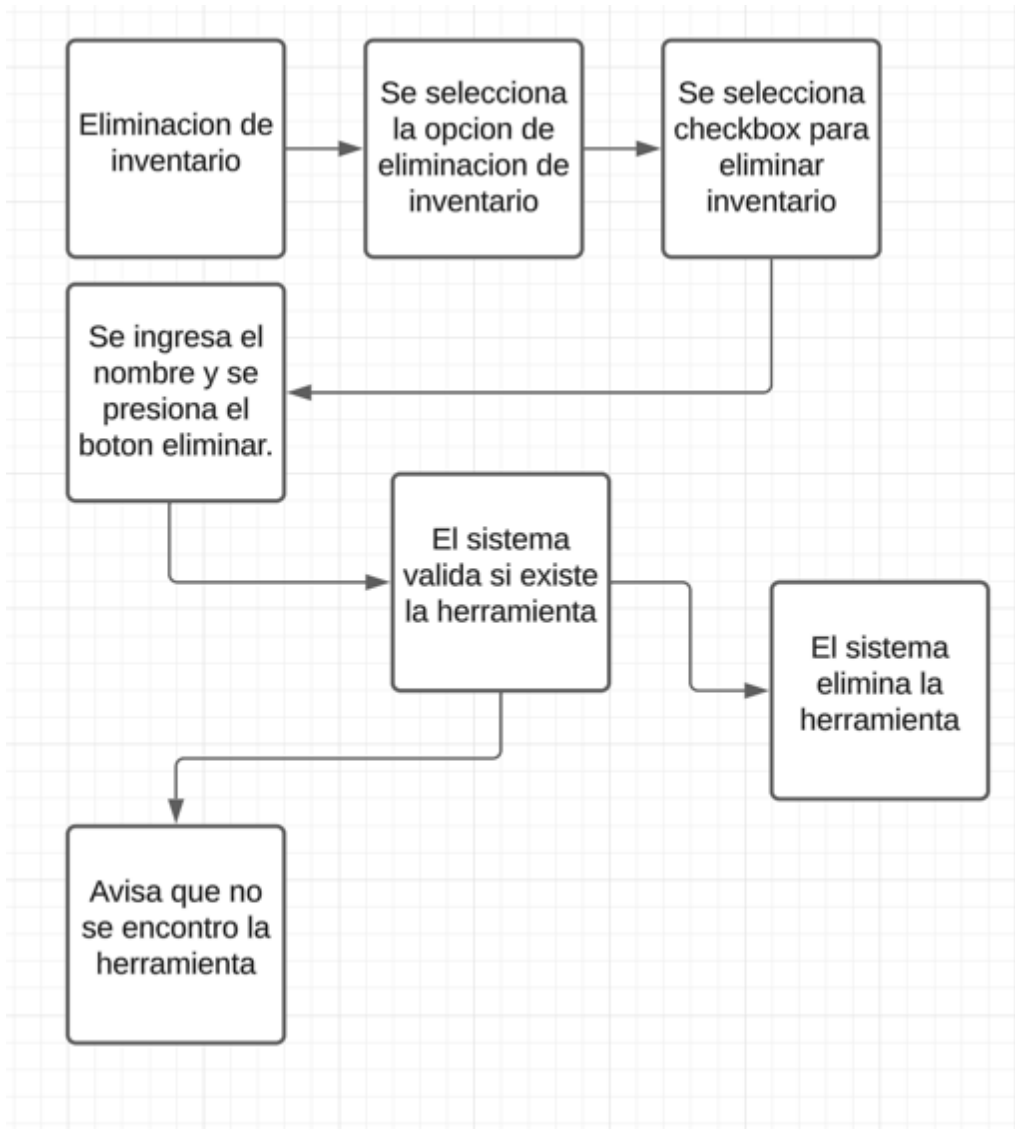 Eliminacion de
inventario
Se selecciona
la opcion de
eliminacion de
inventario
Se selecciona
checkbox para
eliminar
inventario
Se ingresa el
nombre y se
presiona el
boton eliminar.
El sistema
valida si existe
la herramienta
El sistema
elimina la
herramienta
Avisa que no
se encontro la
herramienta